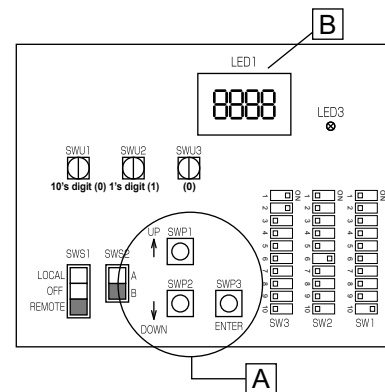 B
LED1
8888
LED3
SWU1 SWU2 SWU3
10's digit (0) 1's digit (1) (0)
UP SWP1
SWS1 SWS2
LOCAL
OFF
REMOTE
A
B
SWP2 SWP3
DOWN ENTER
ON ON ON
1 1 1
2 2 2
3 3 3
4 4 4
5 5 5
6 6 6
7 7 7
8 8 8
9 9 9
10 10 10
SW3 SW2 SW1
A